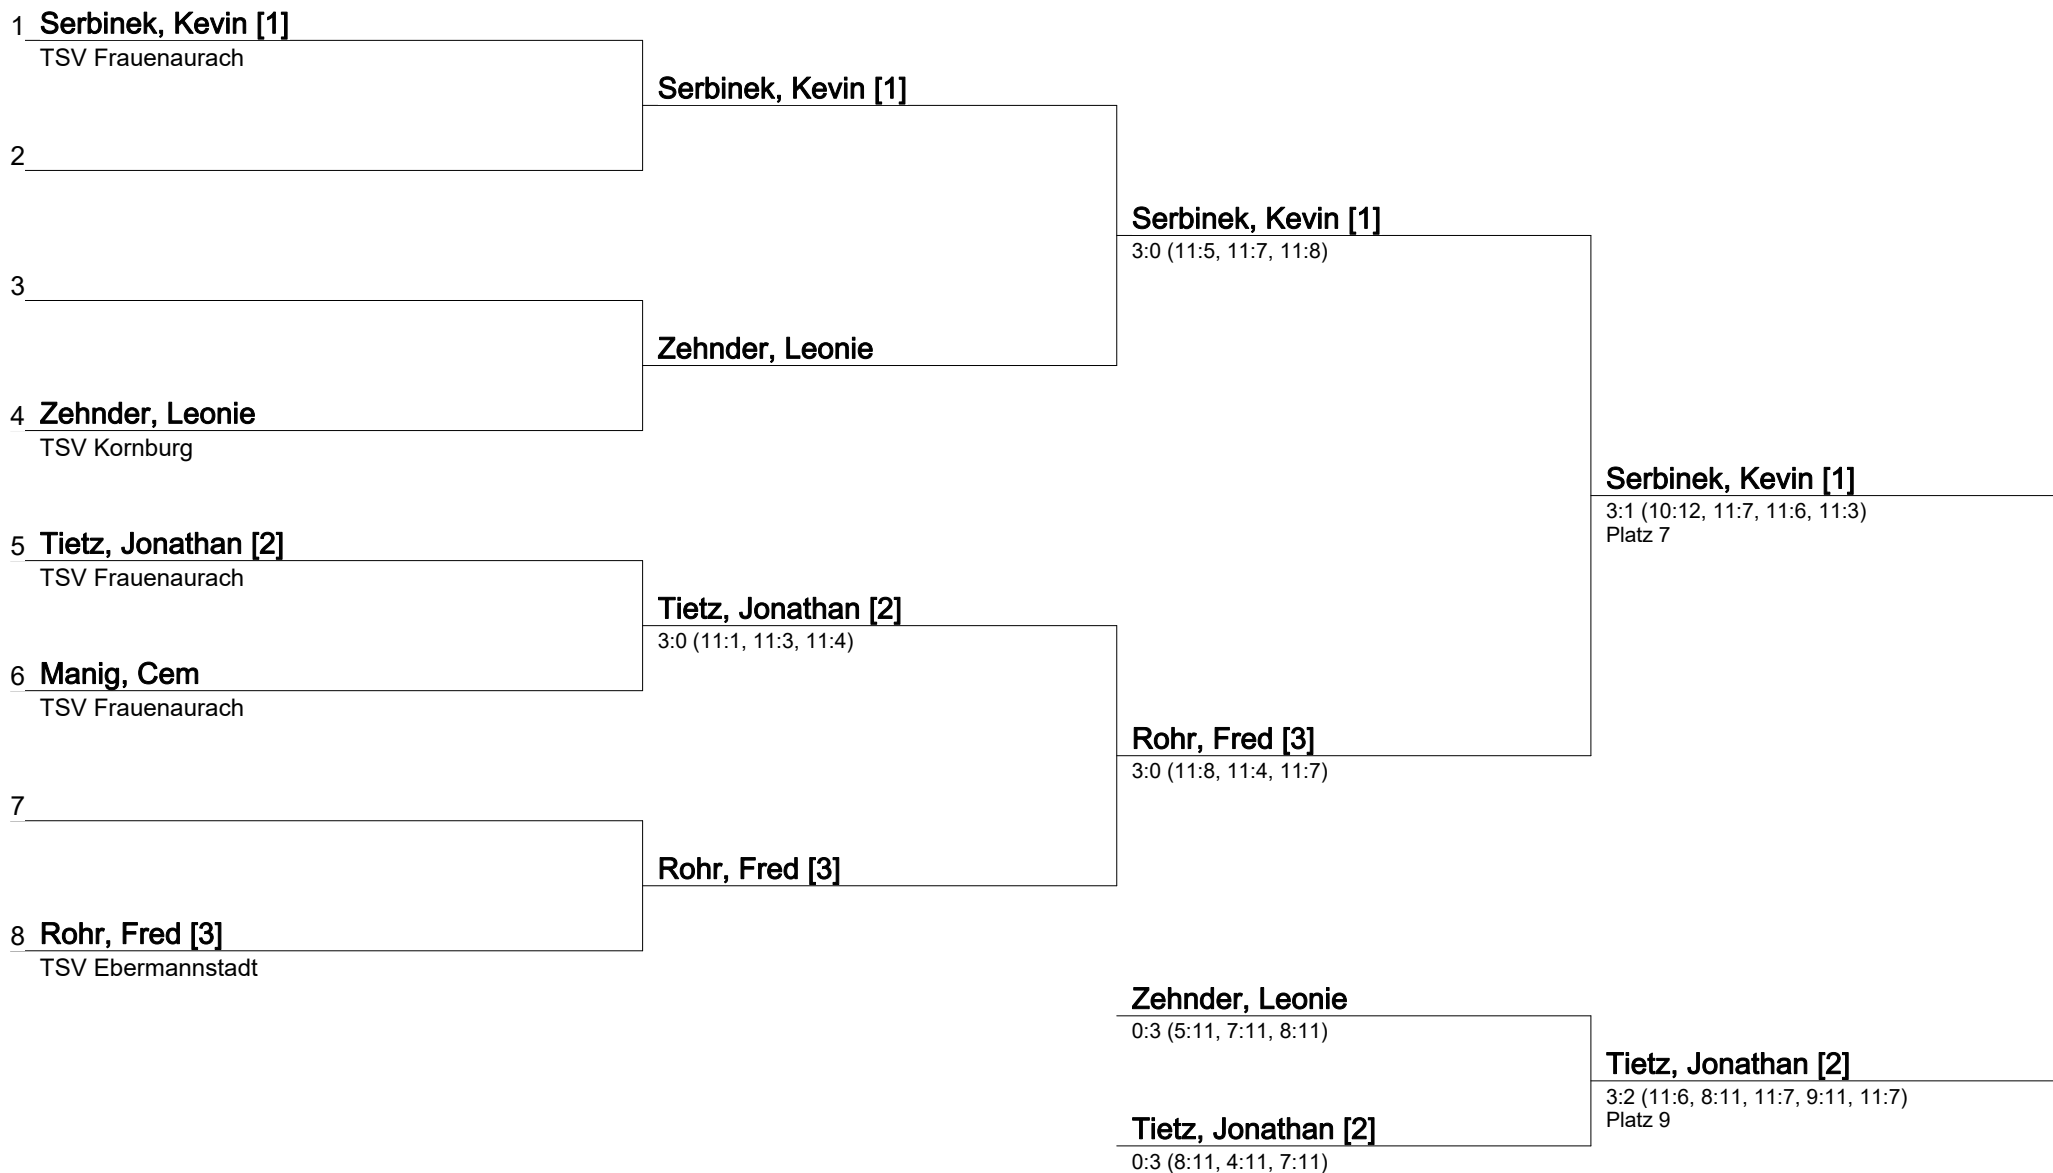 1 Serbinek, Kevin [1]
TSV Frauenaurach
Serbinek, Kevin [1]
2
Serbinek, Kevin [1]
3:0 (11:5, 11:7, 11:8)
3
Zehnder, Leonie
4 Zehnder, Leonie
TSV Kornburg
Serbinek, Kevin [1]
3:1 (10:12, 11:7, 11:6, 11:3)
Platz 7
5 Tietz, Jonathan [2]
TSV Frauenaurach
Tietz, Jonathan [2]
3:0 (11:1, 11:3, 11:4)
6 Manig, Cem
TSV Frauenaurach
Rohr, Fred [3]
3:0 (11:8, 11:4, 11:7)
7
Rohr, Fred [3]
8 Rohr, Fred [3]
TSV Ebermannstadt
Zehnder, Leonie
0:3 (5:11, 7:11, 8:11)
Tietz, Jonathan [2]
3:2 (11:6, 8:11, 11:7, 9:11, 11:7)
Platz 9
Tietz, Jonathan [2]
0:3 (8:11, 4:11, 7:11)